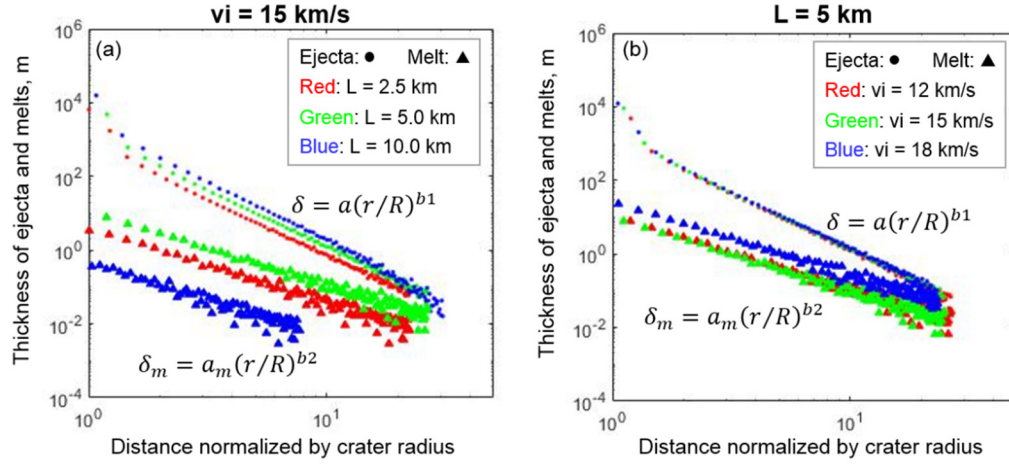 vi = 15 km/s
(a)
Ejecta: ● Melt: ▲
Red: L = 2.5 km
Green: L = 5.0 km
Blue: L = 10.0 km
δ = a(r/R)^{b1}
δ_m = a_m(r/R)^{b2}
Thickness of ejecta and melts, m
10^6
10^4
10^2
10^0
10^-2
10^-4
10^0
10^1
Distance normalized by crater radius
L = 5 km
(b)
Ejecta: ● Melt: ▲
Red: vi = 12 km/s
Green: vi = 15 km/s
Blue: vi = 18 km/s
δ = a(r/R)^{b1}
δ_m = a_m(r/R)^{b2}
Thickness of ejecta and melts, m
10^6
10^4
10^2
10^0
10^-2
10^-4
10^0
10^1
Distance normalized by crater radius